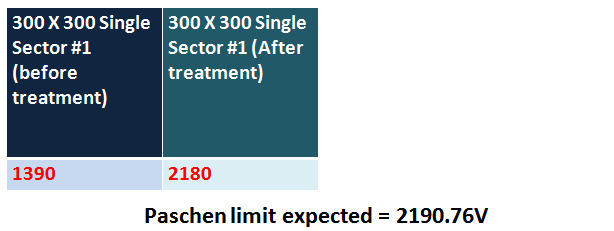 300 X 300 Single
Sector #1
(before
treatment)
300 X 300 Single
Sector #1 (After
treatment)
1390
2180
Paschen limit expected = 2190.76V